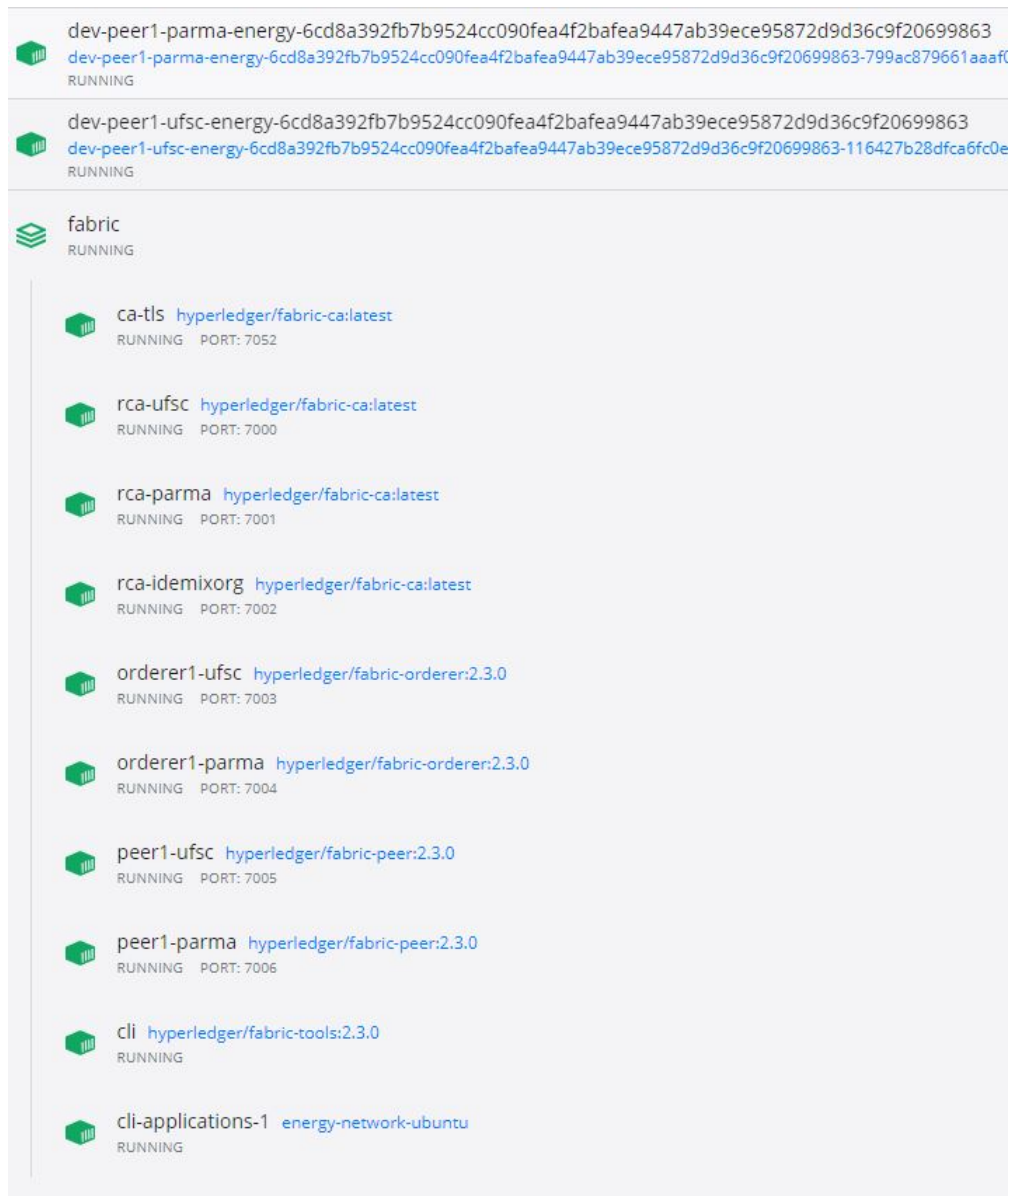 dev-peer1-parma-energy-6cd8a392fb7b9524cc090fea4f2bafea9447ab39ece95872d9d36c9f20699863
dev-peer1-parma-energy-6cd8a392fb7b9524cc090fea4f2bafea9447ab39ece95872d9d36c9f20699863-799ac879661aaaf0
RUNNING
dev-peer1-ufsc-energy-6cd8a392fb7b9524cc090fea4f2bafea9447ab39ece95872d9d36c9f20699863
dev-peer1-ufsc-energy-6cd8a392fb7b9524cc090fea4f2bafea9447ab39ece95872d9d36c9f20699863-116427b28dfca6fc0e
RUNNING
fabric
RUNNING
ca-tls hyperledger/fabric-ca:latest
RUNNING PORT: 7052
rca-ufsc hyperledger/fabric-ca:latest
RUNNING PORT: 7000
rca-parma hyperledger/fabric-ca:latest
RUNNING PORT: 7001
rca-idemixorg hyperledger/fabric-ca:latest
RUNNING PORT: 7002
orderer1-ufsc hyperledger/fabric-orderer:2.3.0
RUNNING PORT: 7003
orderer1-parma hyperledger/fabric-orderer:2.3.0
RUNNING PORT: 7004
peer1-ufsc hyperledger/fabric-peer:2.3.0
RUNNING PORT: 7005
peer1-parma hyperledger/fabric-peer:2.3.0
RUNNING PORT: 7006
cli hyperledger/fabric-tools:2.3.0
RUNNING
cli-applications-1 energy-network-ubuntu
RUNNING